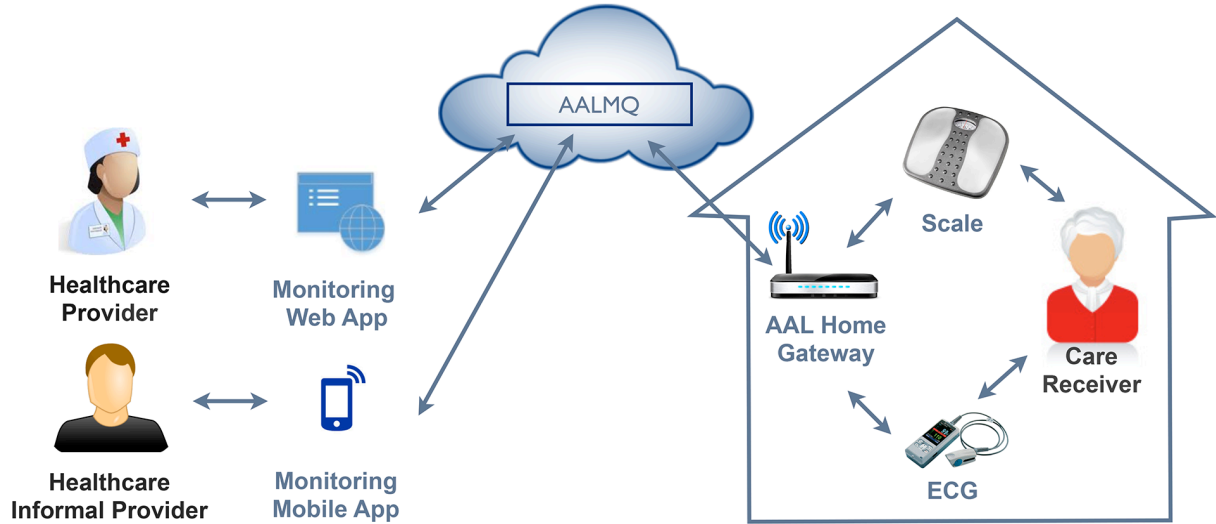 AALMQ
Scale
Healthcare
Provider
Monitoring
Web App
AAL Home
Gateway
Care
Receiver
Healthcare
Informal Provider
Monitoring
Mobile App
ECG